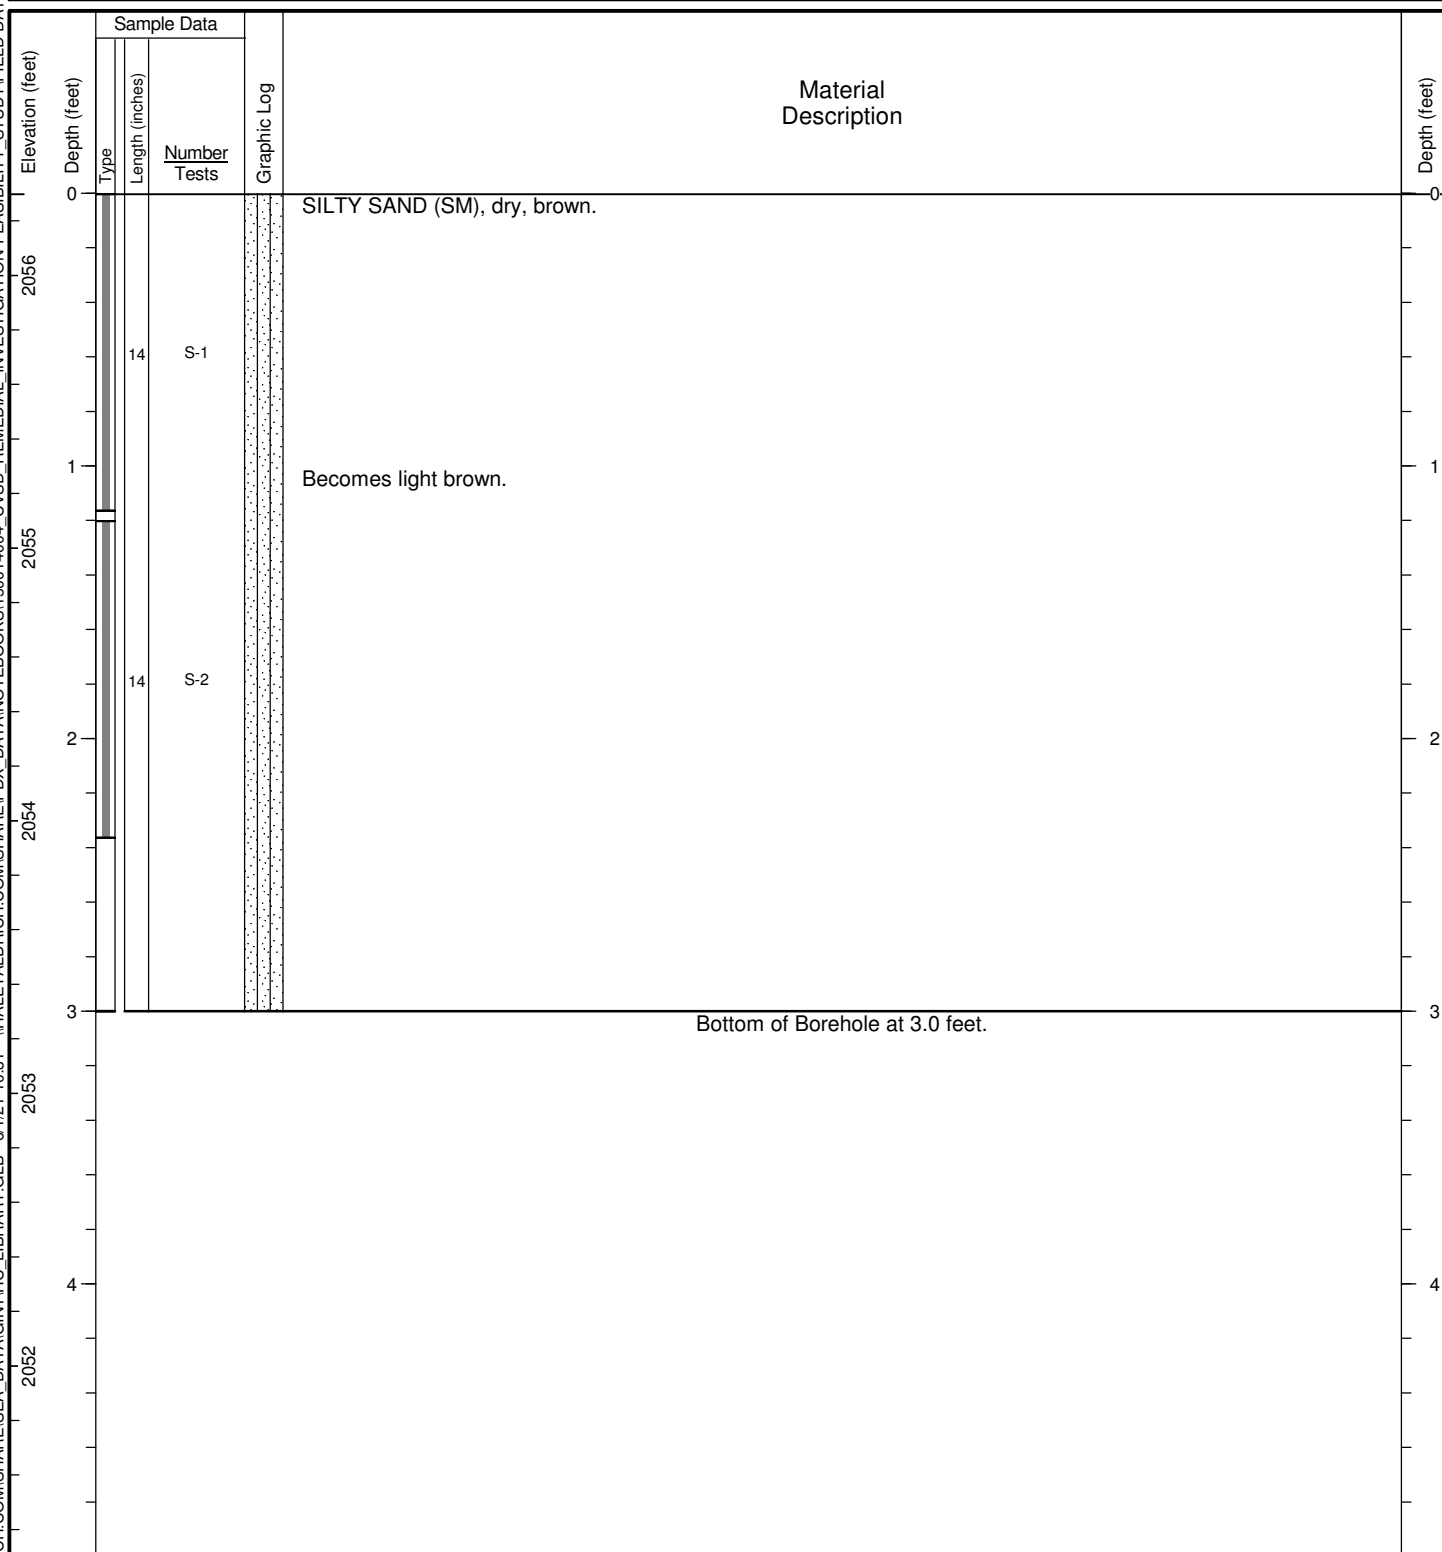 Sample Data
Elevation (feet)
Depth (feet)
Type
Length (inches)
Number
Tests
Graphic Log
Material
Description
Depth (feet)
0
SILTY SAND (SM), dry, brown.
0
2056
14
S-1
1
Becomes light brown.
1
2055
14
S-2
2
2
2054
3
Bottom of Borehole at 3.0 feet.
3
2053
4
4
2052